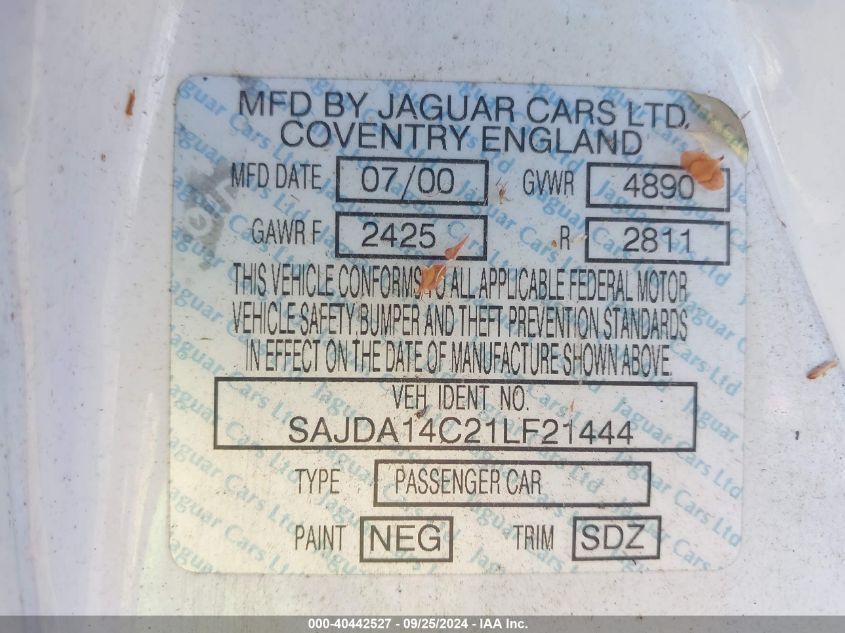 MFD BY JAGUAR CARS LTD.
COVENTRY ENGLAND
MFD DATE 07/00 GVWR 4890
GAWR F 2425 R 2811
THIS VEHICLE CONFORMS TO ALL APPLICABLE FEDERAL MOTOR
VEHICLE SAFETY, BUMPER AND THEFT PREVENTION STANDARDS
IN EFFECT ON THE DATE OF MANUFACTURE SHOWN ABOVE.
VEH. IDENT NO.
SAJDA14C21LF21444
TYPE PASSENGER CAR
PAINT NEG TRIM SDZ
000-40442527 - 09/25/2024 - IAA Inc.